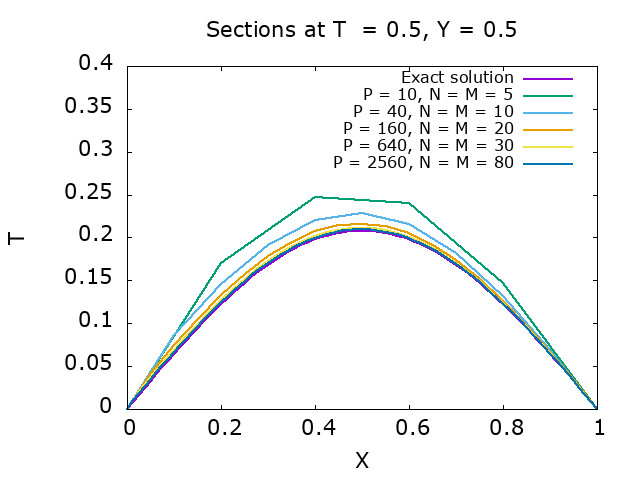 Sections at T  = 0.5, Y = 0.5
0.4
0.35
0.3
0.25
0.2
0.15
0.1
0.05
0
T
Exact solution
P = 10, N = M = 5
P = 40, N = M = 10
P = 160, N = M = 20
P = 640, N = M = 30
P = 2560, N = M = 80
0 0.2 0.4 0.6 0.8 1
X